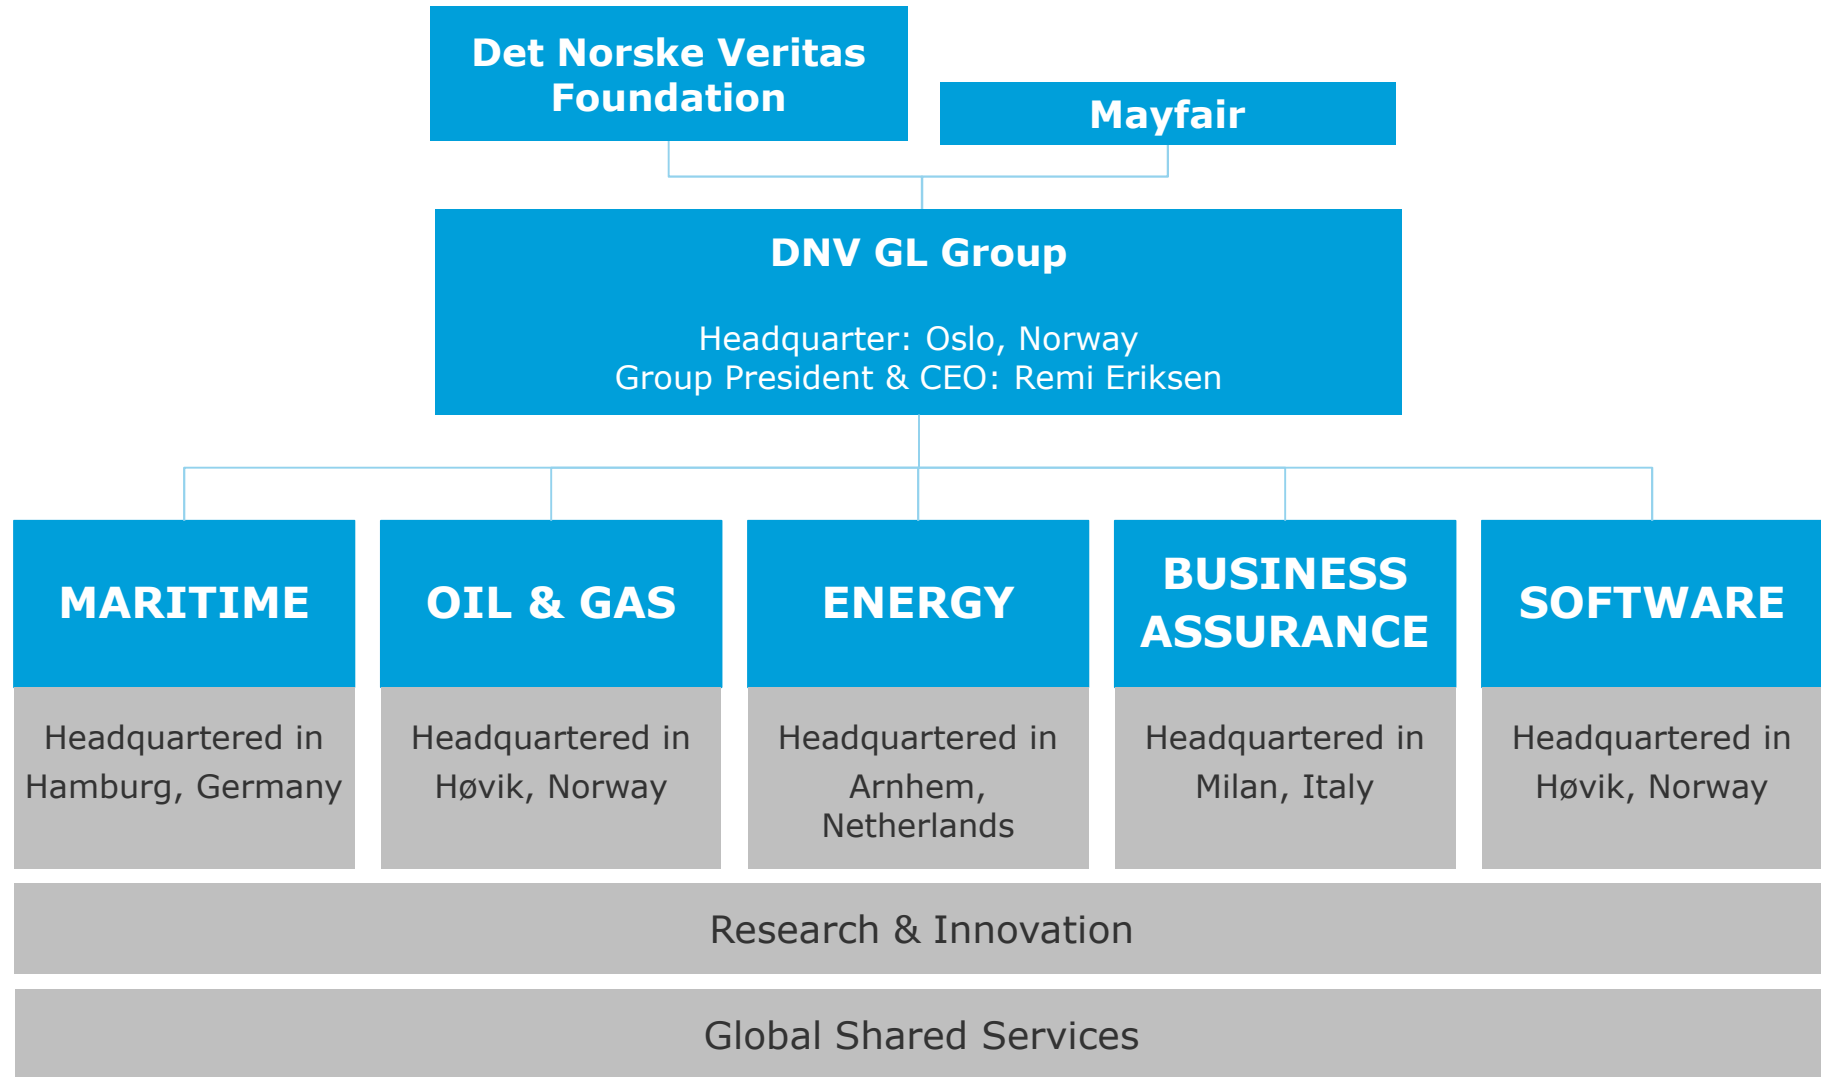 Det Norske Veritas
Foundation
Mayfair
DNV GL Group
Headquarter: Oslo, Norway
Group President & CEO: Remi Eriksen
MARITIME
Headquartered in
Hamburg, Germany
OIL & GAS
Headquartered in
Høvik, Norway
ENERGY
Headquartered in
Arnhem,
Netherlands
BUSINESS
ASSURANCE
Headquartered in
Milan, Italy
SOFTWARE
Headquartered in
Høvik, Norway
Research & Innovation
Global Shared Services